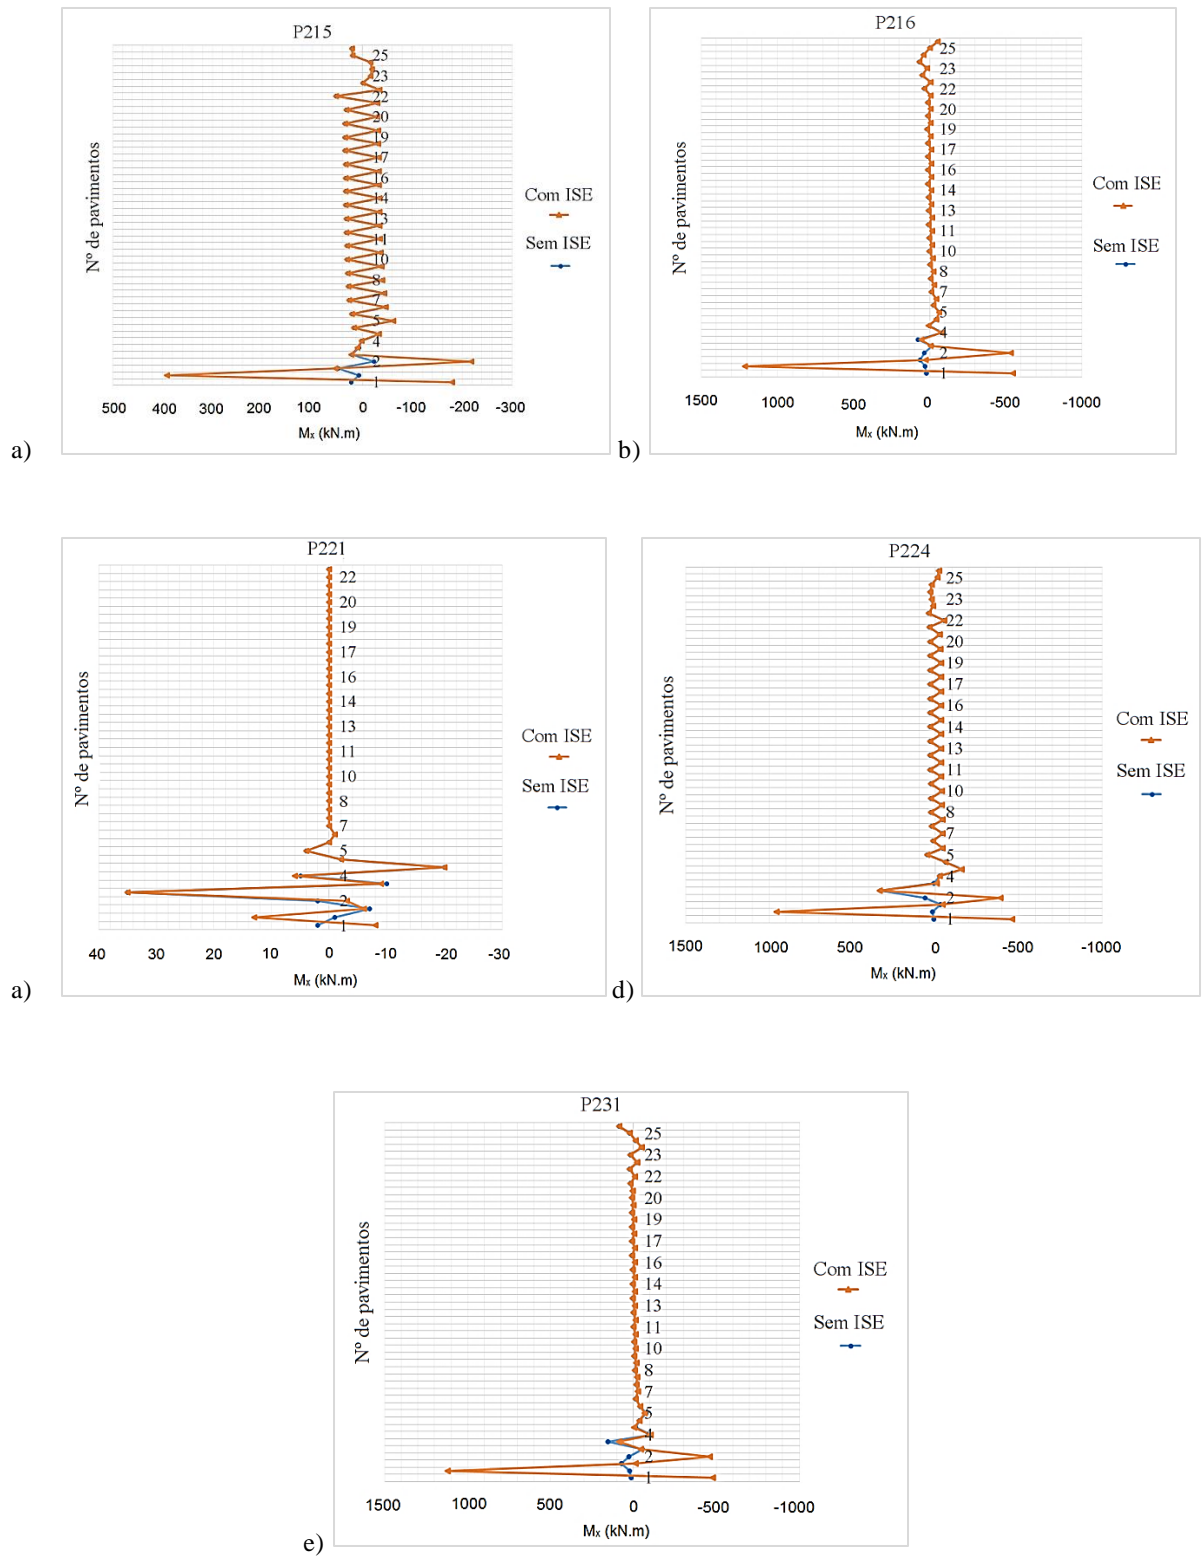 P215
25
23
22
20
19
17
16
14
13
11
10
8
7
5
4
2
1
500 400 300 200 100 0 -100 -200 -300
Mₓ (kN.m)
Nº de pavimentos
Com ISE
Sem ISE
a)
P216
25
23
22
20
19
17
16
14
13
11
10
8
7
5
4
2
1
1500 1000 500 0 -500 -1000
Mₓ (kN.m)
Nº de pavimentos
Com ISE
Sem ISE
b)
P221
22
20
19
17
16
14
13
11
10
8
7
5
4
2
1
40 30 20 10 0 -10 -20 -30
Mₓ (kN.m)
Nº de pavimentos
Com ISE
Sem ISE
a)
P224
25
23
22
20
19
17
16
14
13
11
10
8
7
5
4
2
1
1500 1000 500 0 -500 -1000
Mₓ (kN.m)
Nº de pavimentos
Com ISE
Sem ISE
d)
P231
25
23
22
20
19
17
16
14
13
11
10
8
7
5
4
2
1
1500 1000 500 0 -500 -1000
Mₓ (kN.m)
Nº de pavimentos
Com ISE
Sem ISE
e)